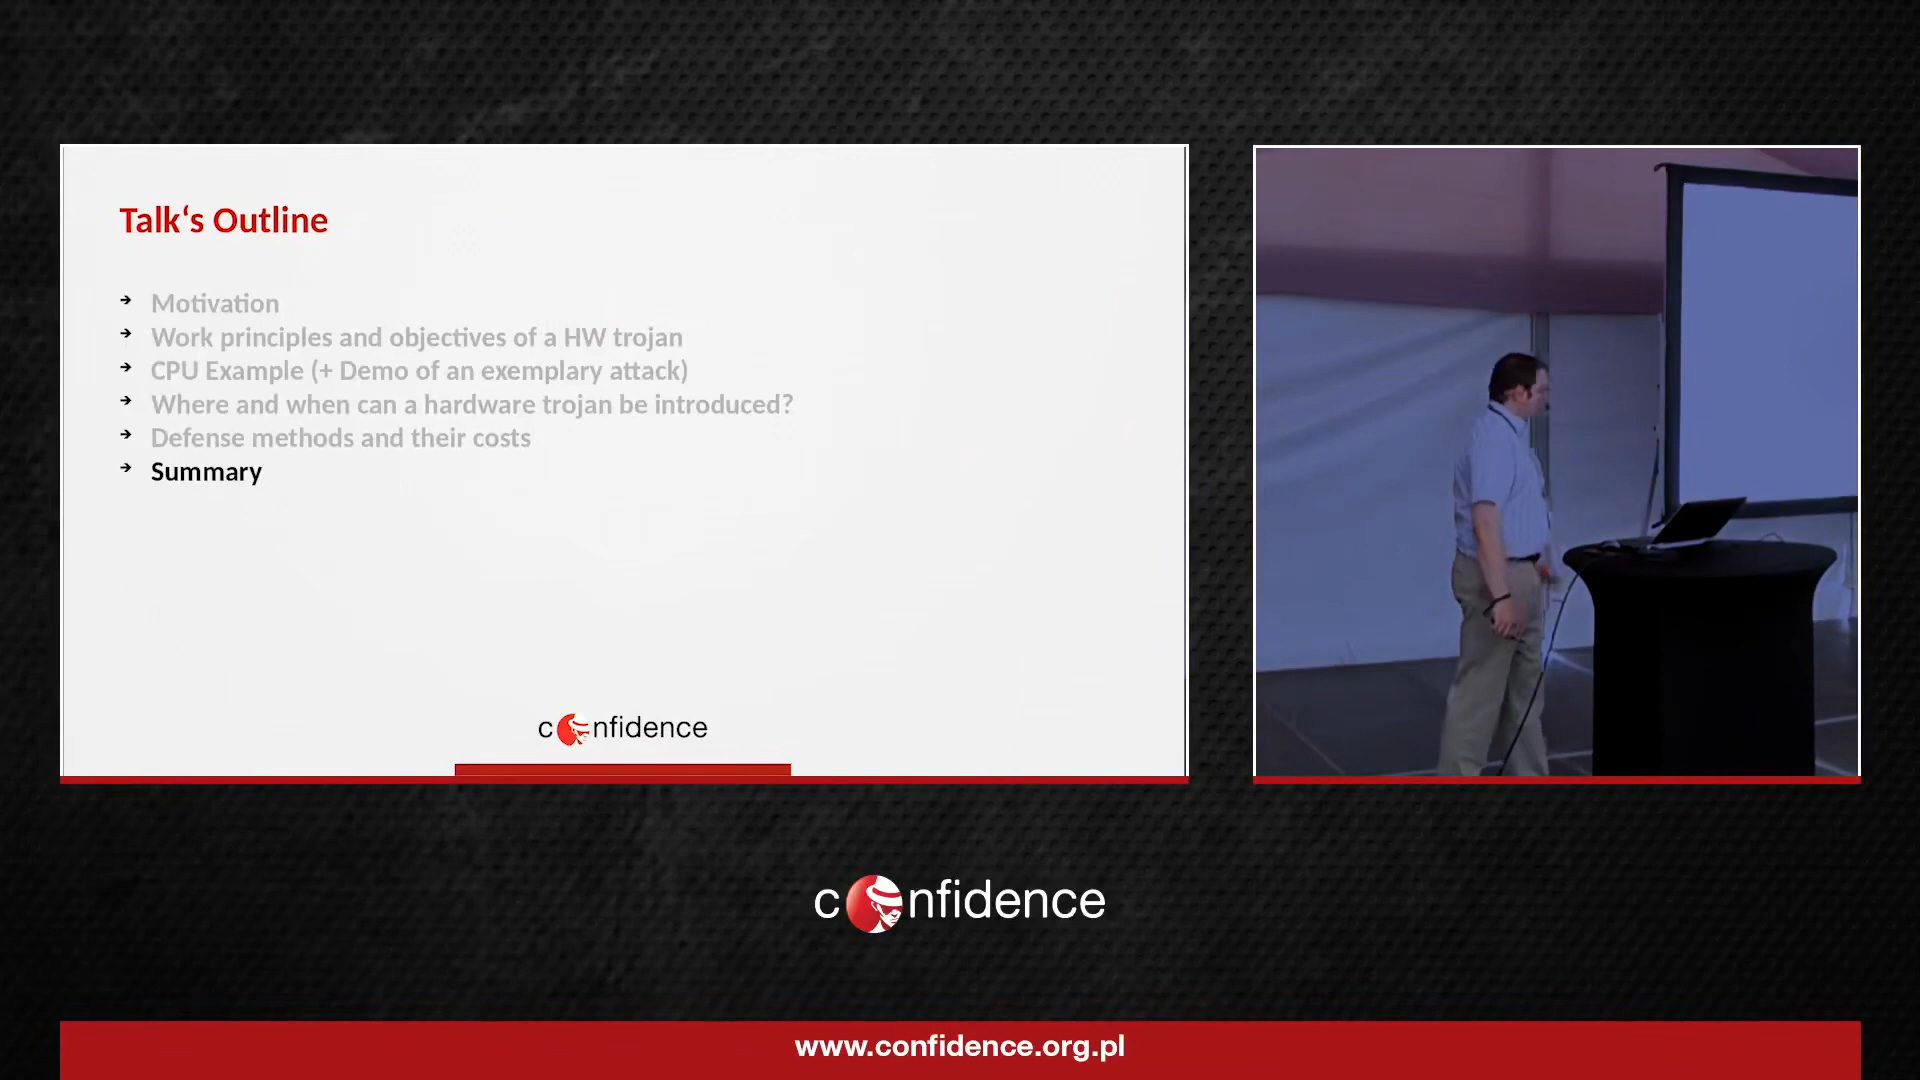 Talk‘s Outline
Motivation
Work principles and objectives of a HW trojan
CPU Example (+ Demo of an exemplary attack)
Where and when can a hardware trojan be introduced?
Defense methods and their costs
Summary
confidence
confidence
www.confidence.org.pl